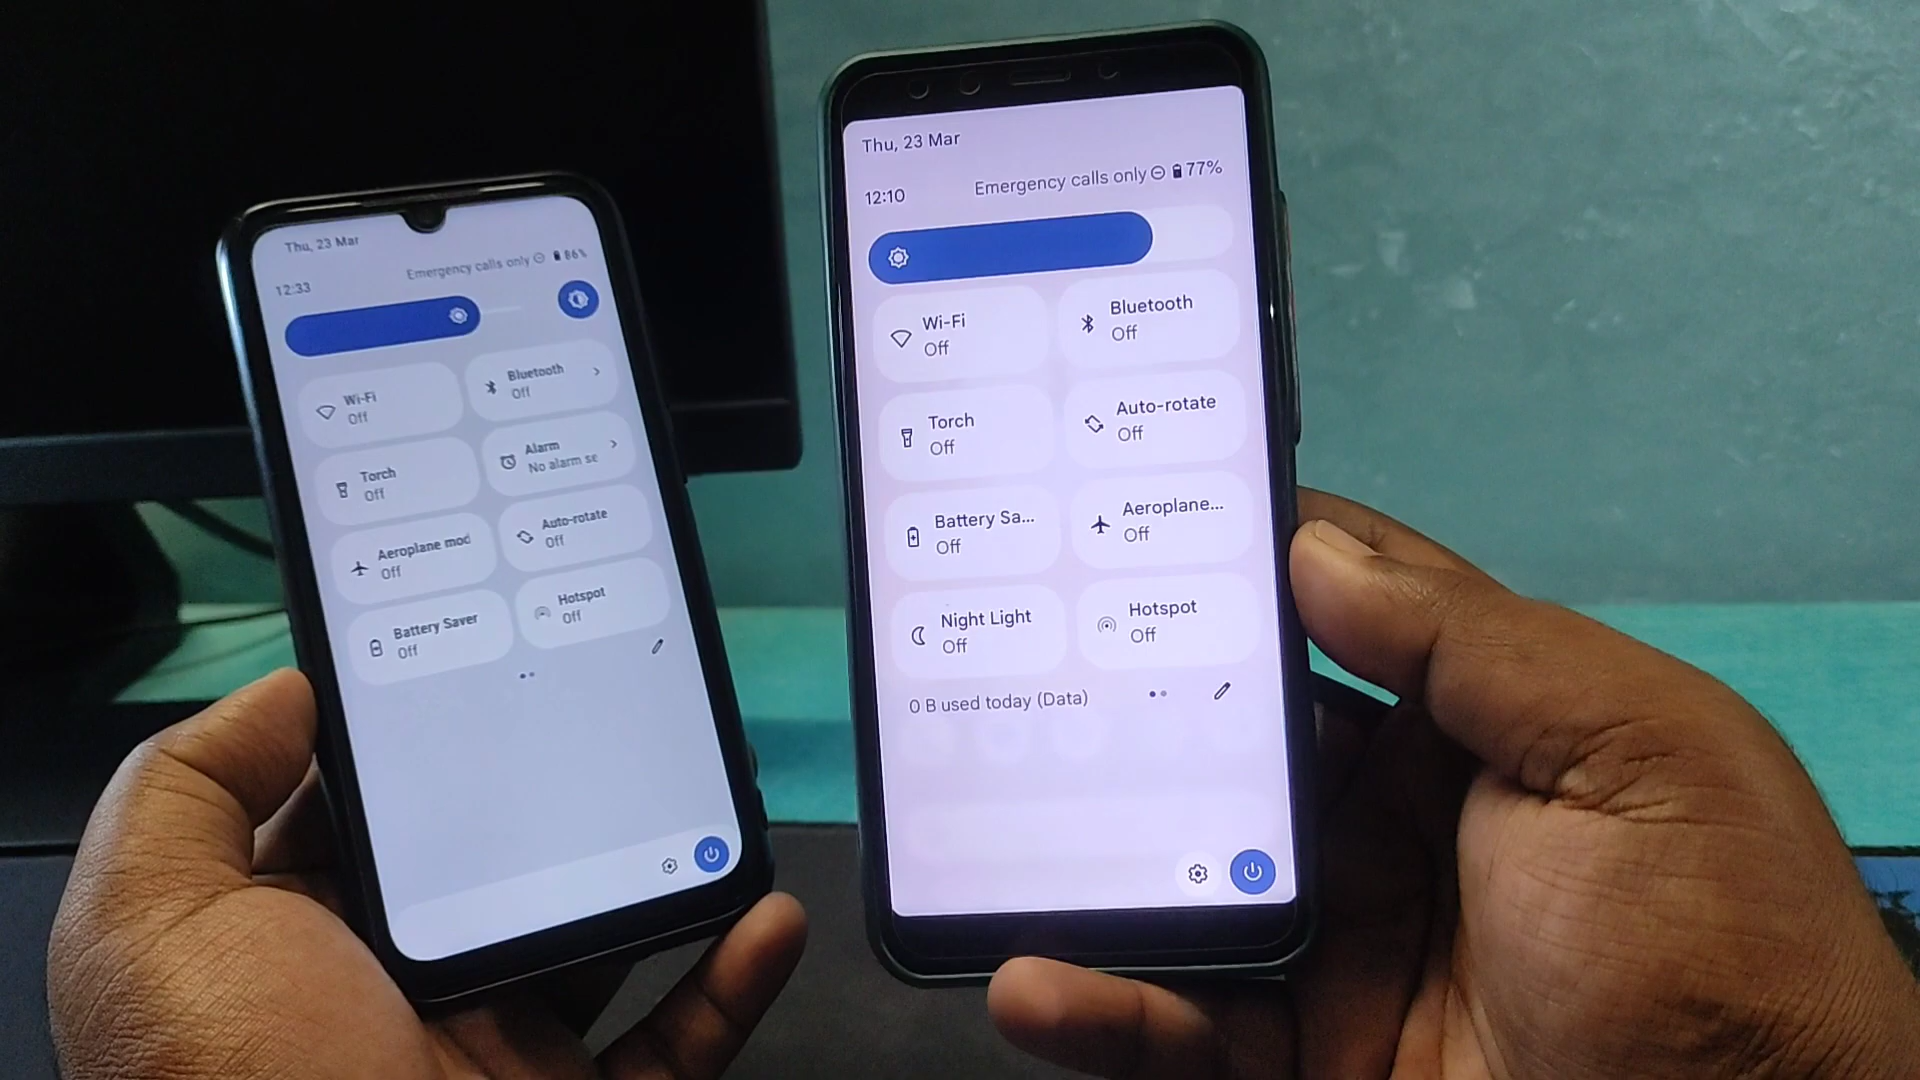 Thu, 23 Mar
12:33
Emergency calls only 86%
Wi-Fi
Off
Bluetooth
Off
Torch
Off
Alarm
No alarm se
Aeroplane mod
Off
Auto-rotate
Off
Battery Saver
Off
Hotspot
Off
Thu, 23 Mar
12:10
Emergency calls only 77%
Wi-Fi
Off
Bluetooth
Off
Torch
Off
Auto-rotate
Off
Battery Sa...
Off
Aeroplane...
Off
Night Light
Off
Hotspot
Off
0 B used today (Data)